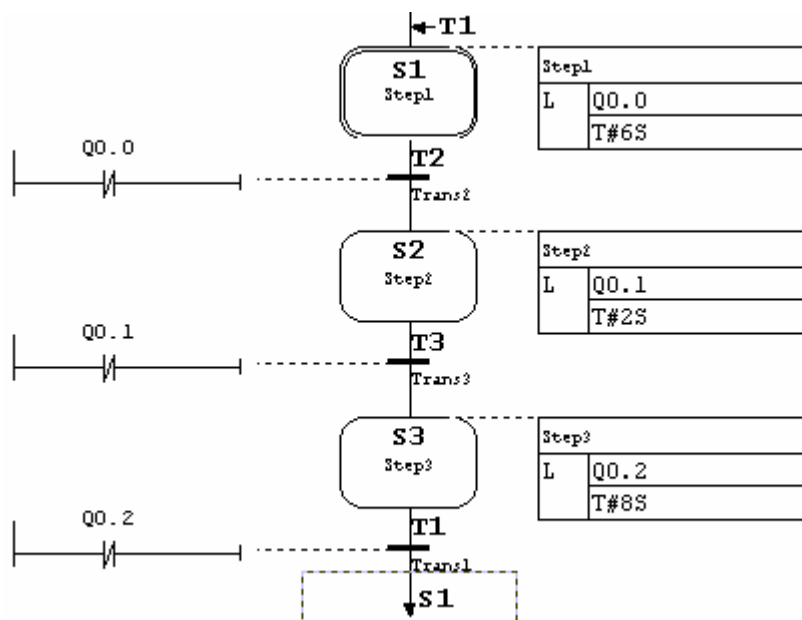 T1
S1
Step1
Step1
L Q0.0
T#6S
Q0.0
T2
Trans2
S2
Step2
Step2
L Q0.1
T#2S
Q0.1
T3
Trans3
S3
Step3
Step3
L Q0.2
T#8S
Q0.2
T1
Trans1
S1